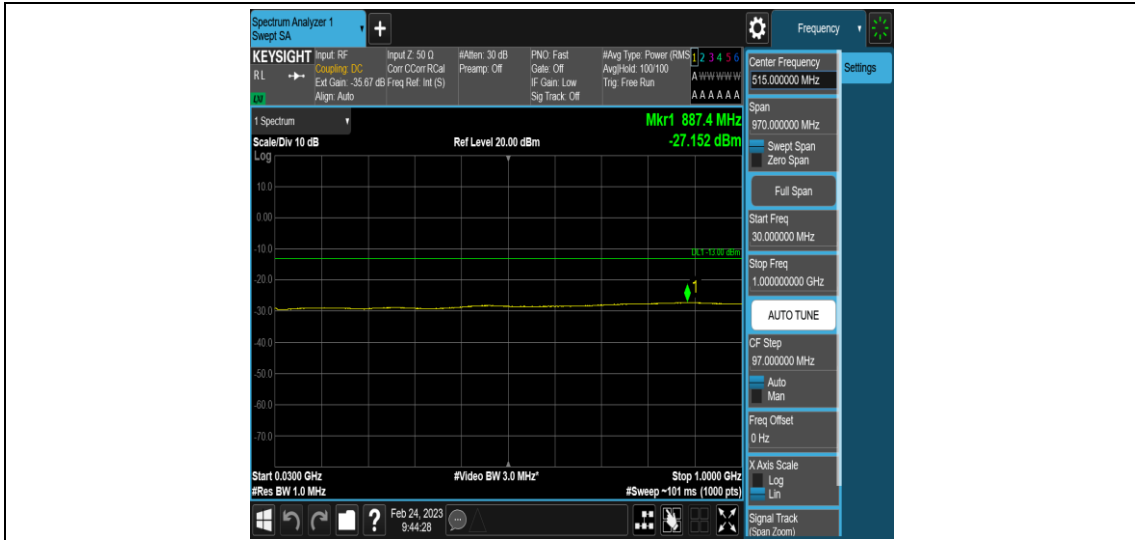 Spectrum Analyzer 1
Swept SA
+
Frequency
KEYSIGHT
RL
LXI
Input: RF
Coupling: DC
Ext Gain: -35.67 dB
Align: Auto
Input Z: 50 Ω
Corr CCorr RCal
Freq Ref: Int (S)
#Atten: 30 dB
Preamp: Off
PNO: Fast
Gate: Off
IF Gain: Low
Sig Track: Off
#Avg Type: Power (RMS
Avg|Hold: 100/100
Trig: Free Run
1 2 3 4 5 6
A W W W W W
A A A A A A
1 Spectrum
Mkr1 887.4 MHz
Scale/Div 10 dB
Ref Level 20.00 dBm
-27.152 dBm
Log
10.0
0.00
-10.0
DL1 -13.00 dBm
-20.0
1
-30.0
-40.0
-50.0
-60.0
-70.0
Start 0.0300 GHz
#Video BW 3.0 MHz*
Stop 1.0000 GHz
#Res BW 1.0 MHz
#Sweep ~101 ms (1000 pts)
?
Feb 24, 2023
9:44:28
Center Frequency
515.000000 MHz
Settings
Span
970.000000 MHz
Swept Span
Zero Span
Full Span
Start Freq
30.000000 MHz
Stop Freq
1.000000000 GHz
AUTO TUNE
CF Step
97.000000 MHz
Auto
Man
Freq Offset
0 Hz
X Axis Scale
Log
Lin
Signal Track
(Span Zoom)